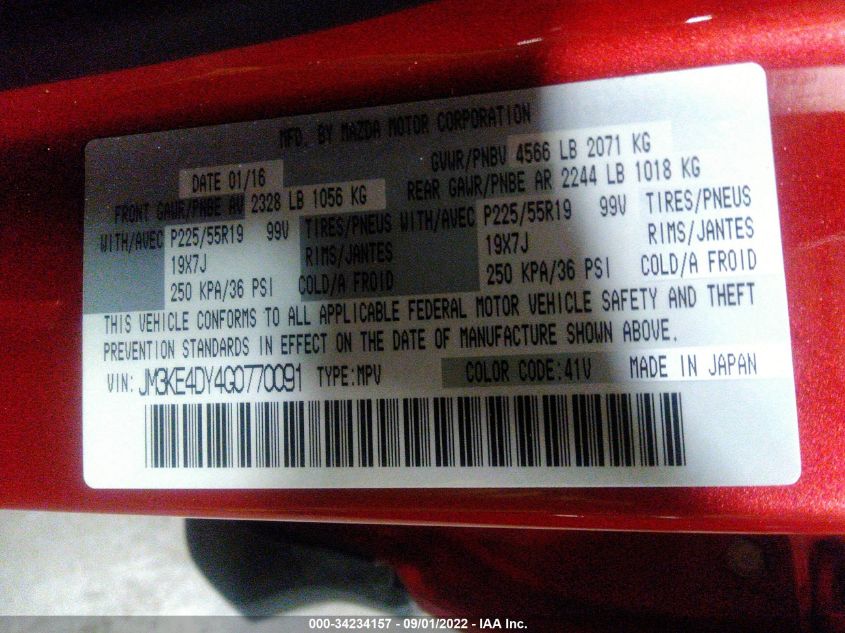 MFD. BY MAZDA MOTOR CORPORATION
DATE 01/16 GVWR/PNBV 4566 LB 2071 KG
FRONT GAWR/PNBE AV 2328 LB 1056 KG REAR GAWR/PNBE AR 2244 LB 1018 KG
WITH/AVEC P225/55R19 99V TIRES/PNEUS WITH/AVEC P225/55R19 99V TIRES/PNEUS
19X7J RIMS/JANTES 19X7J RIMS/JANTES
250 KPA/36 PSI COLD/A FROID 250 KPA/36 PSI COLD/A FROID
THIS VEHICLE CONFORMS TO ALL APPLICABLE FEDERAL MOTOR VEHICLE SAFETY AND THEFT
PREVENTION STANDARDS IN EFFECT ON THE DATE OF MANUFACTURE SHOWN ABOVE.
VIN: JM3KE4DY4G0770091 TYPE:MPV COLOR CODE:41V MADE IN JAPAN
000-34234157 - 09/01/2022 - IAA Inc.